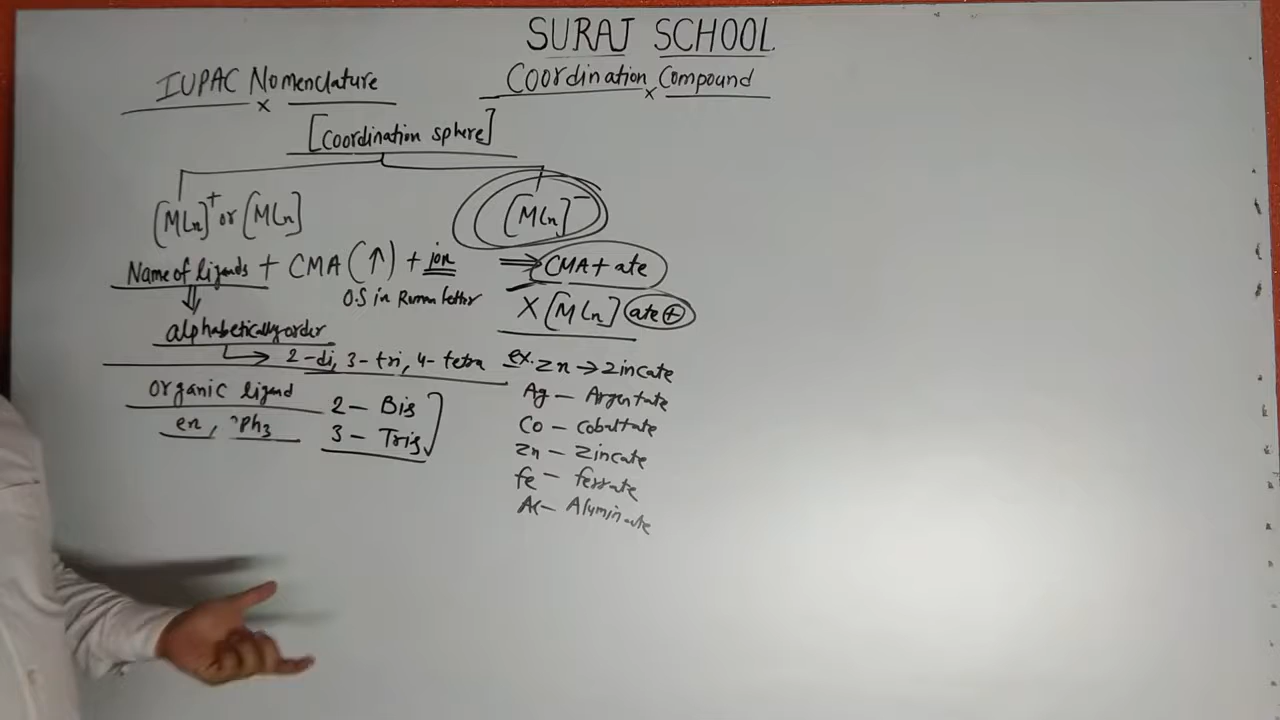 SURAJ SCHOOL
IUPAC Nomenclature
Coordination Compound
[Coordination sphere]
[MLn]⁺ or [MLn]
[MLn]⁻
Name of ligands + CMA (↑) + ion
O.S in Roman letter
⇒ CMA + ate
X [MLn] ate (+)
alphabetically order
→ 2-di, 3-tri, 4-tetra
organic ligand
en, PPh3
2 – Bis
3 – Tris
ex. Zn → Zincate
Ag – Argentate
Co – Cobaltate
Zn – Zincate
fe – ferrate
Al – Aluminate